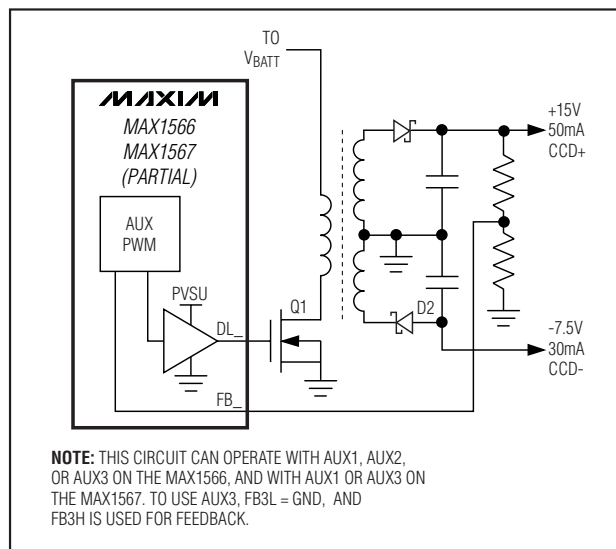 TO
VBATT
MAXIM
MAX1566
MAX1567
(PARTIAL)
AUX
PWM
PVSU
DL_
Q1
FB_
D2
+15V
50mA
CCD+
-7.5V
30mA
CCD-
NOTE: THIS CIRCUIT CAN OPERATE WITH AUX1, AUX2,
OR AUX3 ON THE MAX1566, AND WITH AUX1 OR AUX3 ON
THE MAX1567. TO USE AUX3, FB3L = GND, AND
FB3H IS USED FOR FEEDBACK.